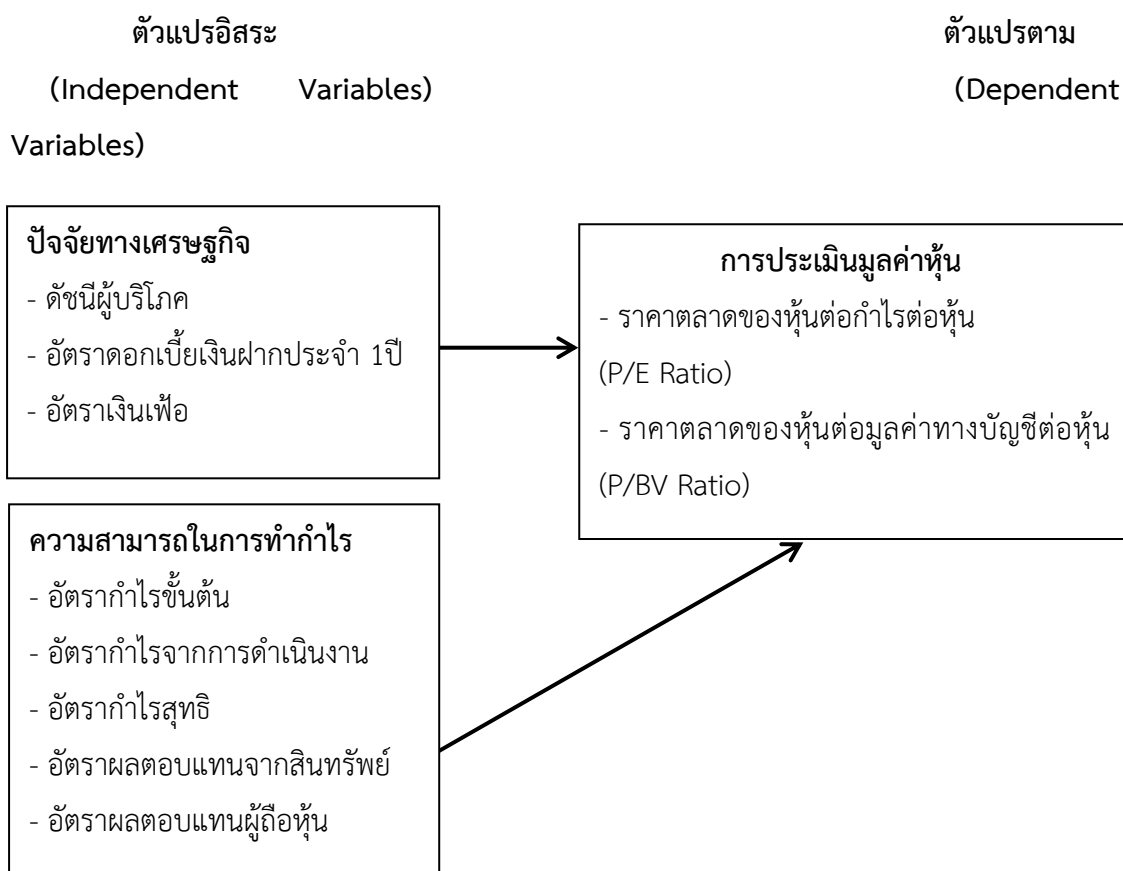 ตัวแปรอิสระ ตัวแปรตาม
(Independent Variables) (Dependent
Variables)
ปัจจัยทางเศรษฐกิจ
- ดัชนีผู้บริโภค
- อัตราดอกเบี้ยเงินฝากประจำ 1ปี
- อัตราเงินเฟ้อ
การประเมินมูลค่าหุ้น
- ราคาตลาดของหุ้นต่อกำไรต่อหุ้น
(P/E Ratio)
- ราคาตลาดของหุ้นต่อมูลค่าทางบัญชีต่อหุ้น
(P/BV Ratio)
ความสามารถในการทำกำไร
- อัตรากำไรขั้นต้น
- อัตรากำไรจากการดำเนินงาน
- อัตรากำไรสุทธิ
- อัตราผลตอบแทนจากสินทรัพย์
- อัตราผลตอบแทนผู้ถือหุ้น